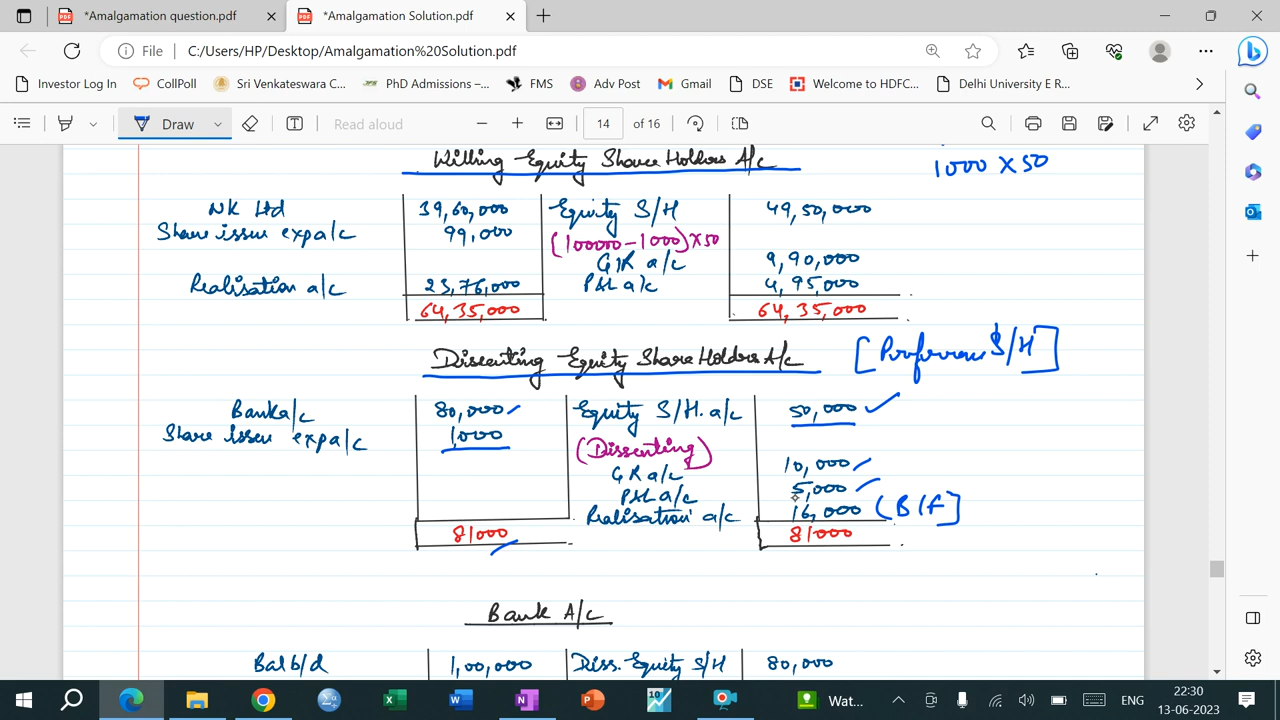 *Amalgamation question.pdf
*Amalgamation Solution.pdf
File C:/Users/HP/Desktop/Amalgamation%20Solution.pdf
Investor Log In CollPoll Sri Venkateswara C... PhD Admissions –... FMS Adv Post Gmail DSE Welcome to HDFC... Delhi University E R...
Draw Read aloud 14 of 16
Willing Equity Share Holders A/c
1000 X 50
NK Ltd 39,60,000 Equity S/H 49,50,000
Share issue exp a/c 99,000 (100000-1000)x50
GR a/c 9,90,000
Realisation a/c 23,76,000 P&L a/c 4,95,000
64,35,000 64,35,000
Dissenting Equity Share Holders A/c [Preference S/H]
Bank a/c 80,000 Equity S/H. a/c 50,000
Share issue exp a/c 1,000 (Dissenting)
GR a/c 10,000
P&L a/c 5,000
Realisation a/c 16,000 (B/F]
81000 81000
Bank A/c
Bal b/d 1,00,000 Diss. Equity S/H 80,000
10
Wat...
ENG
22:30
13-06-2023